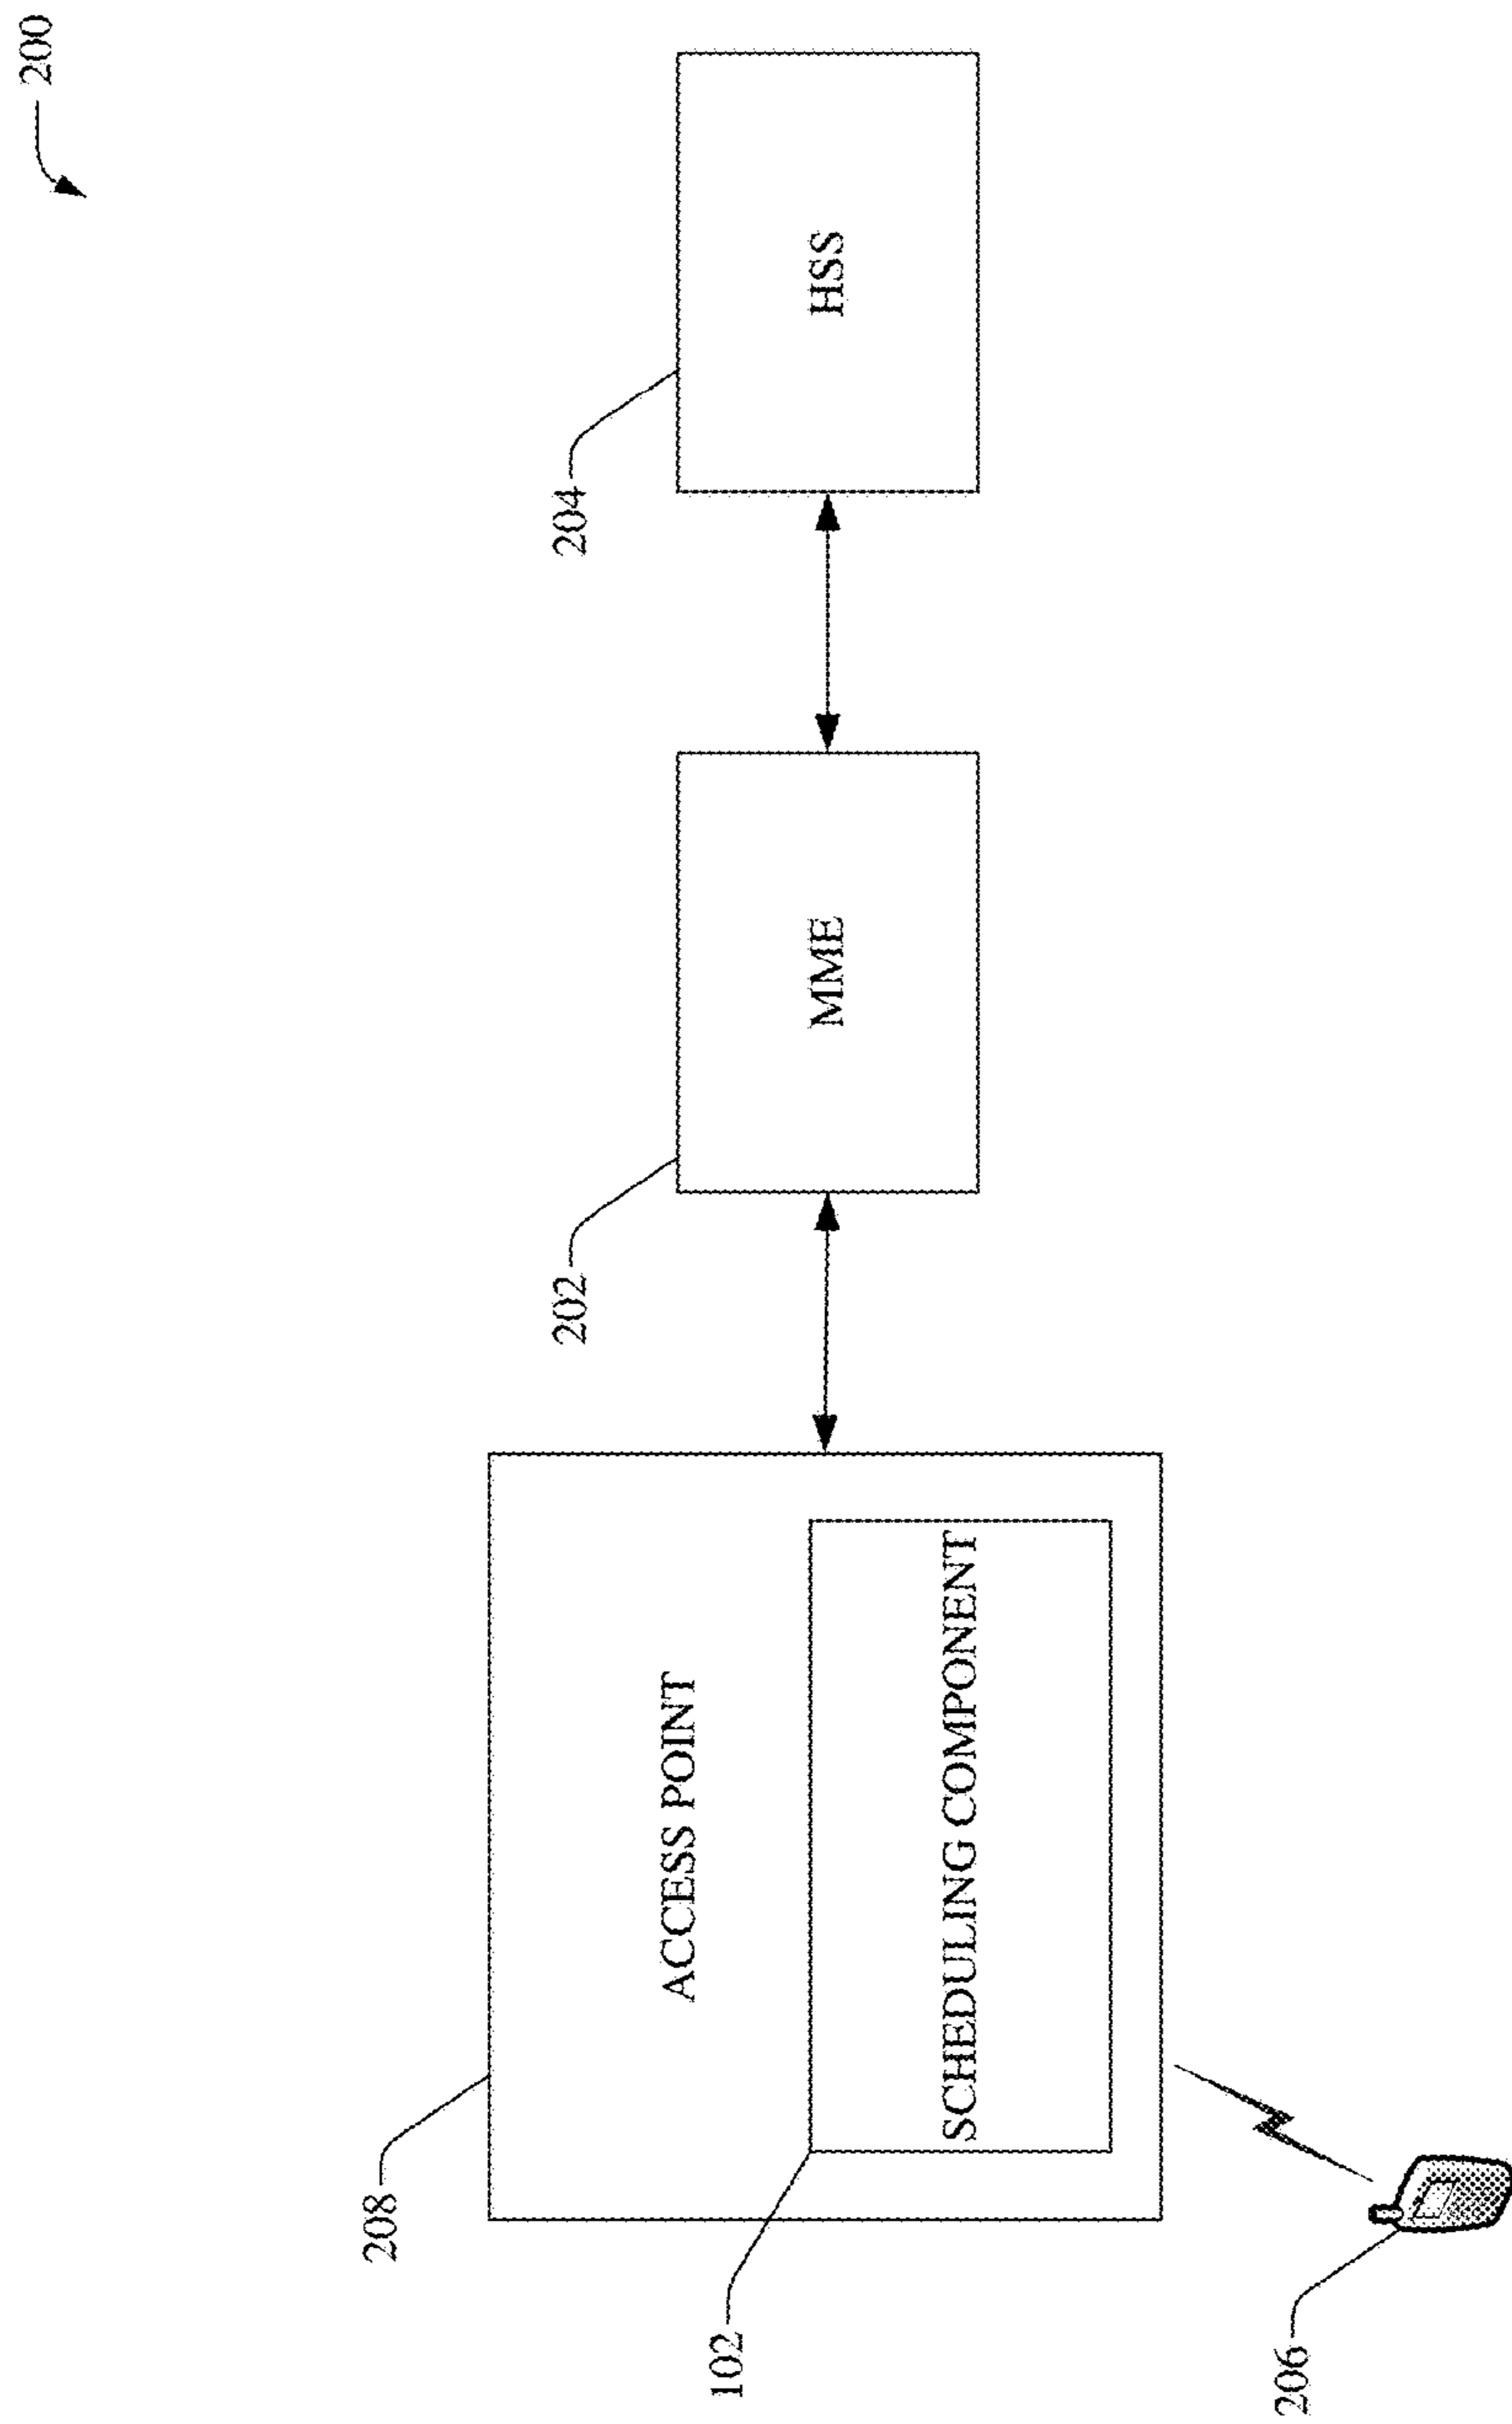 200
208
ACCESS POINT
102
SCHEDULING COMPONENT
206
202
MME
204
HSS